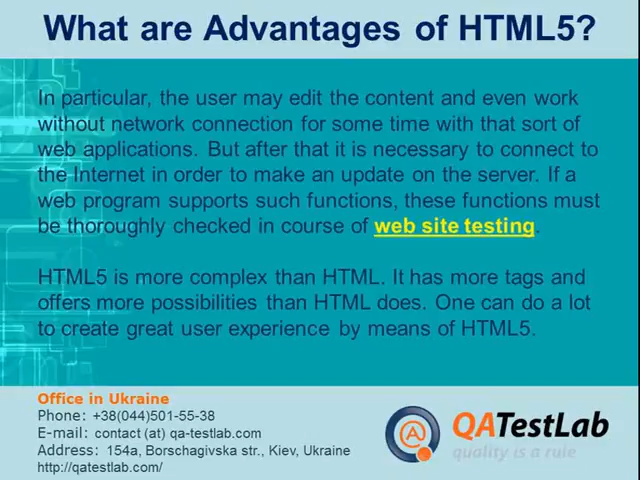 What are Advantages of HTML5?
In particular, the user may edit the content and even work
without network connection for some time with that sort of
web applications. But after that it is necessary to connect to
the Internet in order to make an update on the server. If a
web program supports such functions, these functions must
be thoroughly checked in course of web site testing.
HTML5 is more complex than HTML. It has more tags and
offers more possibilities than HTML does. One can do a lot
to create great user experience by means of HTML5.
Office in Ukraine
Phone: +38(044)501-55-38
E-mail: contact (at) qa-testlab.com
Address: 154a, Borschagivska str., Kiev, Ukraine
http://qatestlab.com/
QATestLab
quality is a rule